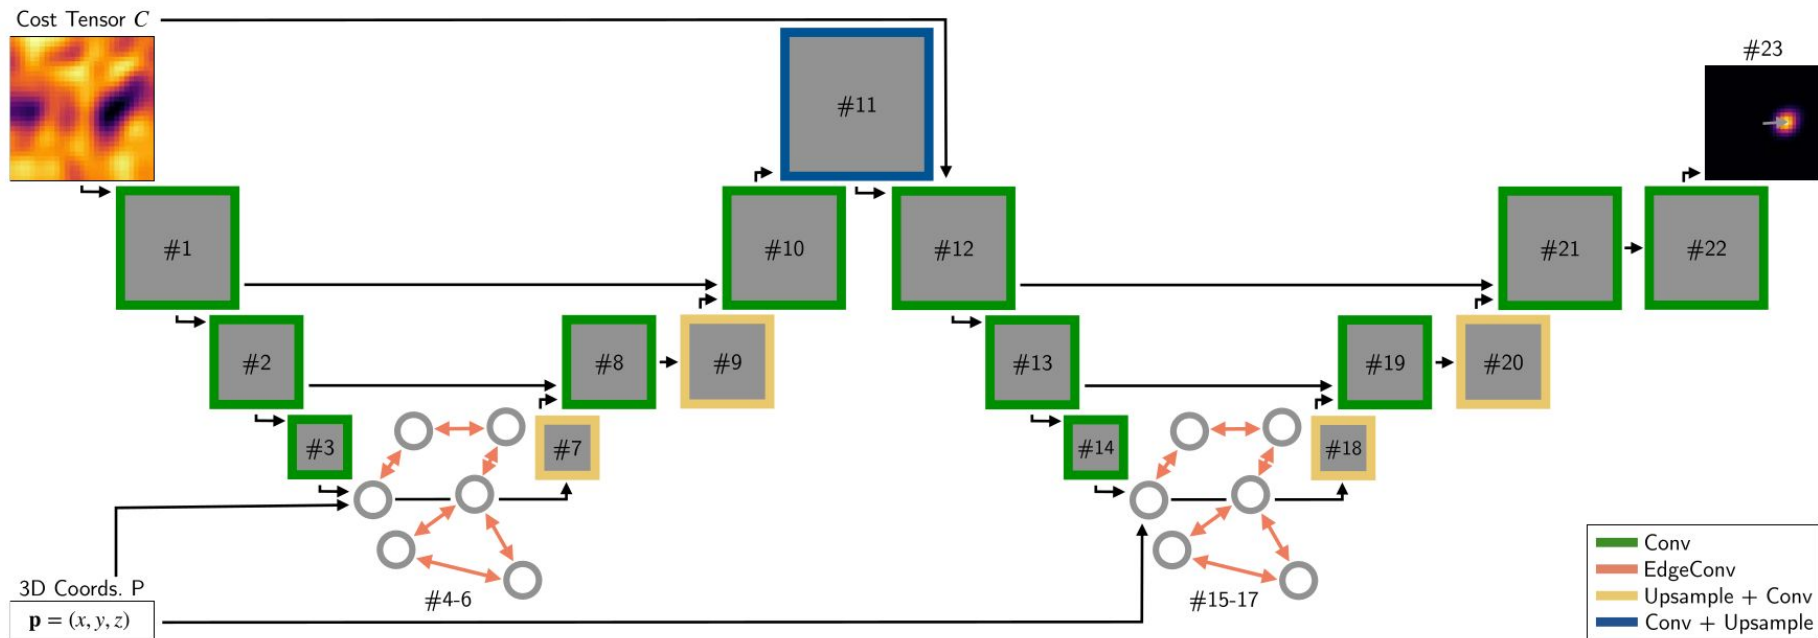 Cost Tensor C
#23
#11
#1
#10
#12
#21
#22
#2
#8
#9
#13
#19
#20
#3
#7
#14
#18
3D Coords. P
p = (x, y, z)
#4-6
#15-17
Conv
EdgeConv
Upsample + Conv
Conv + Upsample